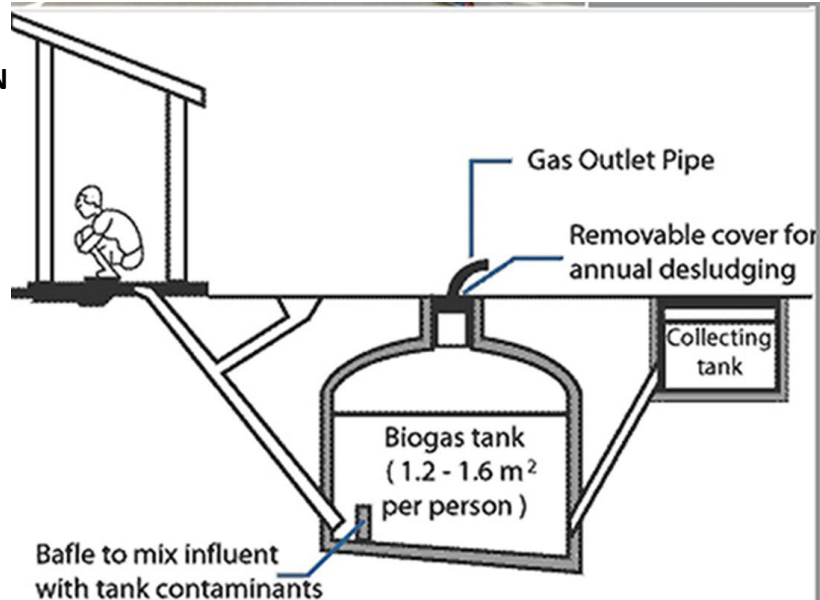 N
Gas Outlet Pipe
Removable cover for
annual desludging
Collecting
tank
Biogas tank
( 1.2 - 1.6 m²
per person )
Bafle to mix influent
with tank contaminants